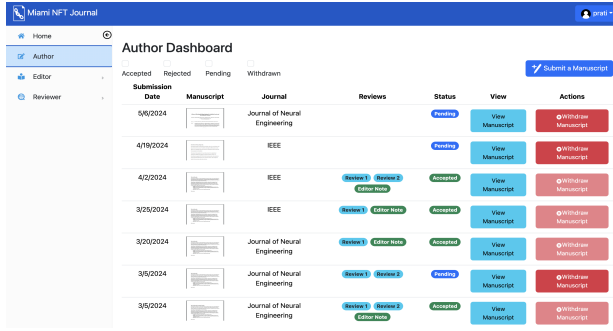 Miami NFT Journal
prati
Home
Author
Editor
Reviewer
Author Dashboard
Accepted Rejected Pending Withdrawn
Submit a Manuscript
Submission Date Manuscript Journal Reviews Status View Actions
5/6/2024 Journal of Neural Engineering Pending View Manuscript Withdraw Manuscript
4/19/2024 IEEE Pending View Manuscript Withdraw Manuscript
4/2/2024 IEEE Review 1 Review 2 Editor Note Accepted View Manuscript Withdraw Manuscript
3/25/2024 IEEE Review 1 Editor Note Accepted View Manuscript Withdraw Manuscript
3/20/2024 Journal of Neural Engineering Review 1 Editor Note Accepted View Manuscript Withdraw Manuscript
3/5/2024 Journal of Neural Engineering Review 1 Review 2 Pending View Manuscript Withdraw Manuscript
3/5/2024 Journal of Neural Engineering Review 1 Review 2 Editor Note Accepted View Manuscript Withdraw Manuscript